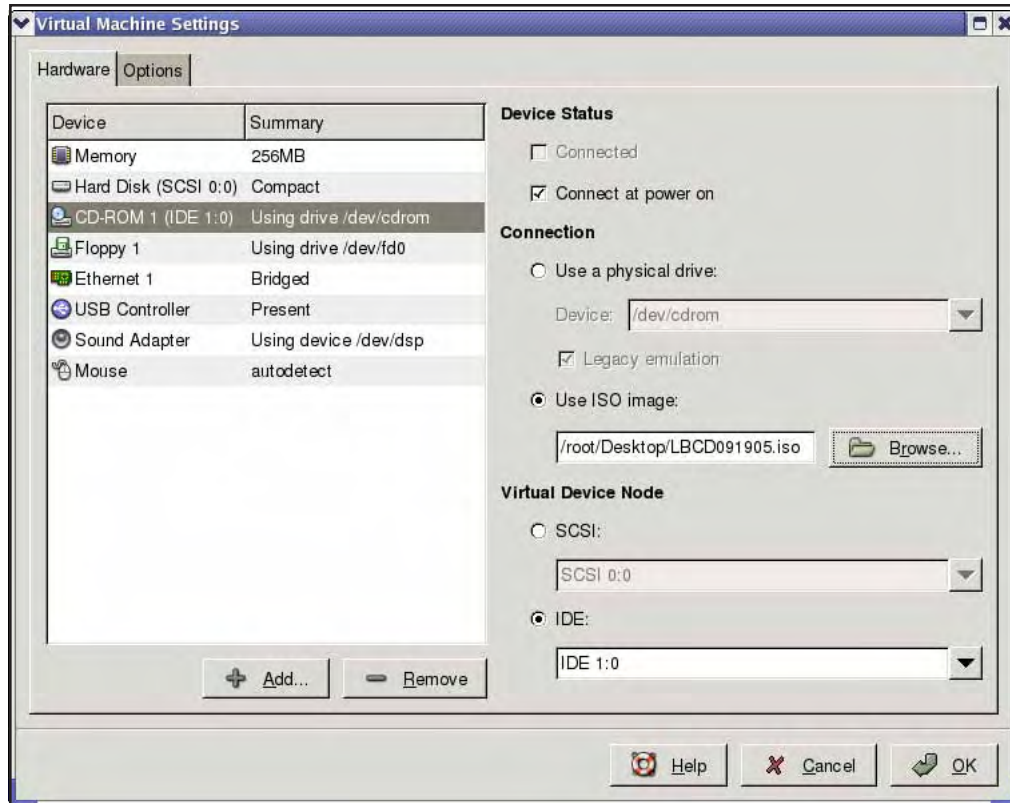 Virtual Machine Settings
Hardware
Options
Device Summary
Memory 256MB
Hard Disk (SCSI 0:0) Compact
CD-ROM 1 (IDE 1:0) Using drive /dev/cdrom
Floppy 1 Using drive /dev/fd0
Ethernet 1 Bridged
USB Controller Present
Sound Adapter Using device /dev/dsp
Mouse autodetect
Add...
Remove
Device Status
Connected
Connect at power on
Connection
Use a physical drive:
Device: /dev/cdrom
Legacy emulation
Use ISO image:
/root/Desktop/LBCD091905.iso Browse...
Virtual Device Node
SCSI:
SCSI 0:0
IDE:
IDE 1:0
Help
Cancel
OK